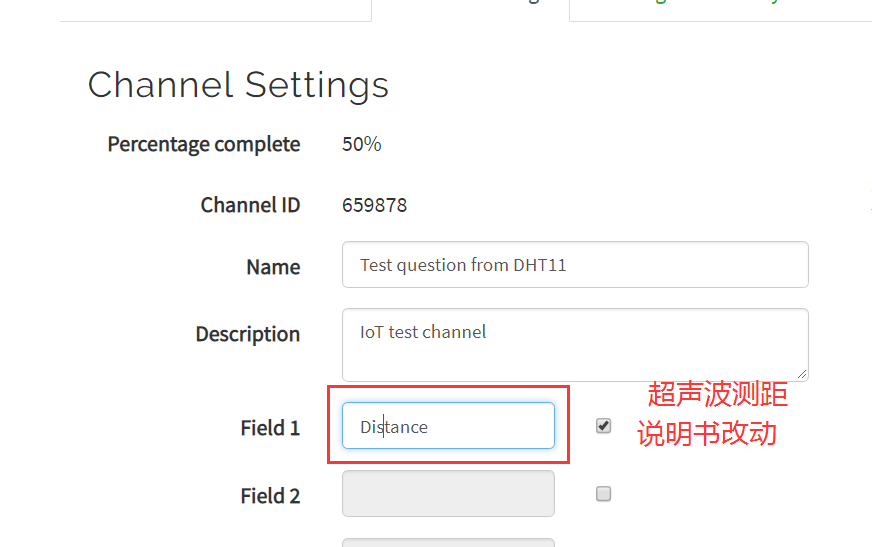 Channel Settings
Percentage complete 50%
Channel ID 659878
Name Test question from DHT11
Description IoT test channel
超声波测距
Field 1 Distance 说明书改动
Field 2